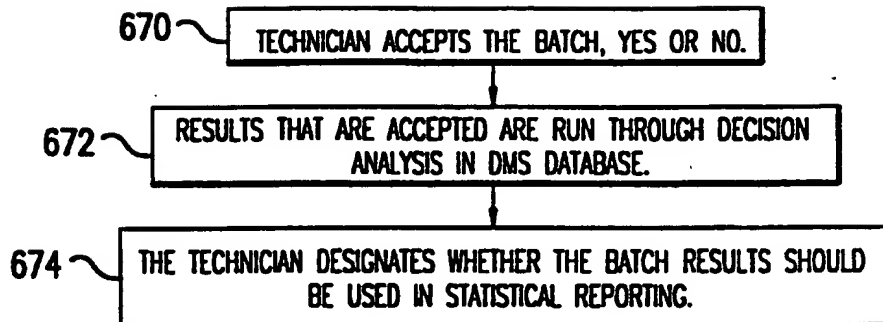 670 TECHNICIAN ACCEPTS THE BATCH, YES OR NO.
672 RESULTS THAT ARE ACCEPTED ARE RUN THROUGH DECISION
ANALYSIS IN DMS DATABASE.
674 THE TECHNICIAN DESIGNATES WHETHER THE BATCH RESULTS SHOULD
BE USED IN STATISTICAL REPORTING.